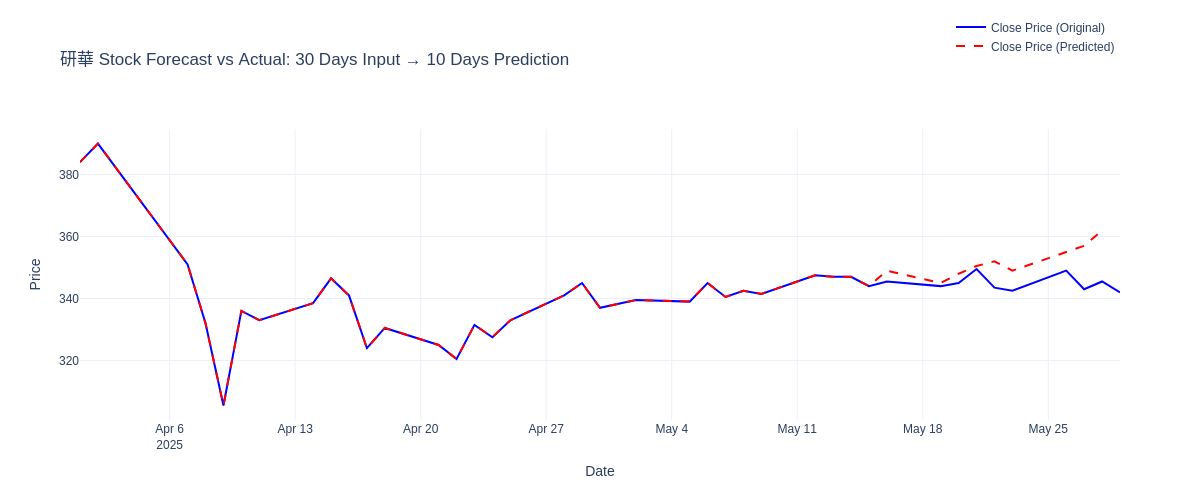 Close Price (Original)
Close Price (Predicted)
研華 Stock Forecast vs Actual: 30 Days Input → 10 Days Prediction
380
360
340
320
Price
Apr 6
2025
Apr 13
Apr 20
Apr 27
May 4
May 11
May 18
May 25
Date